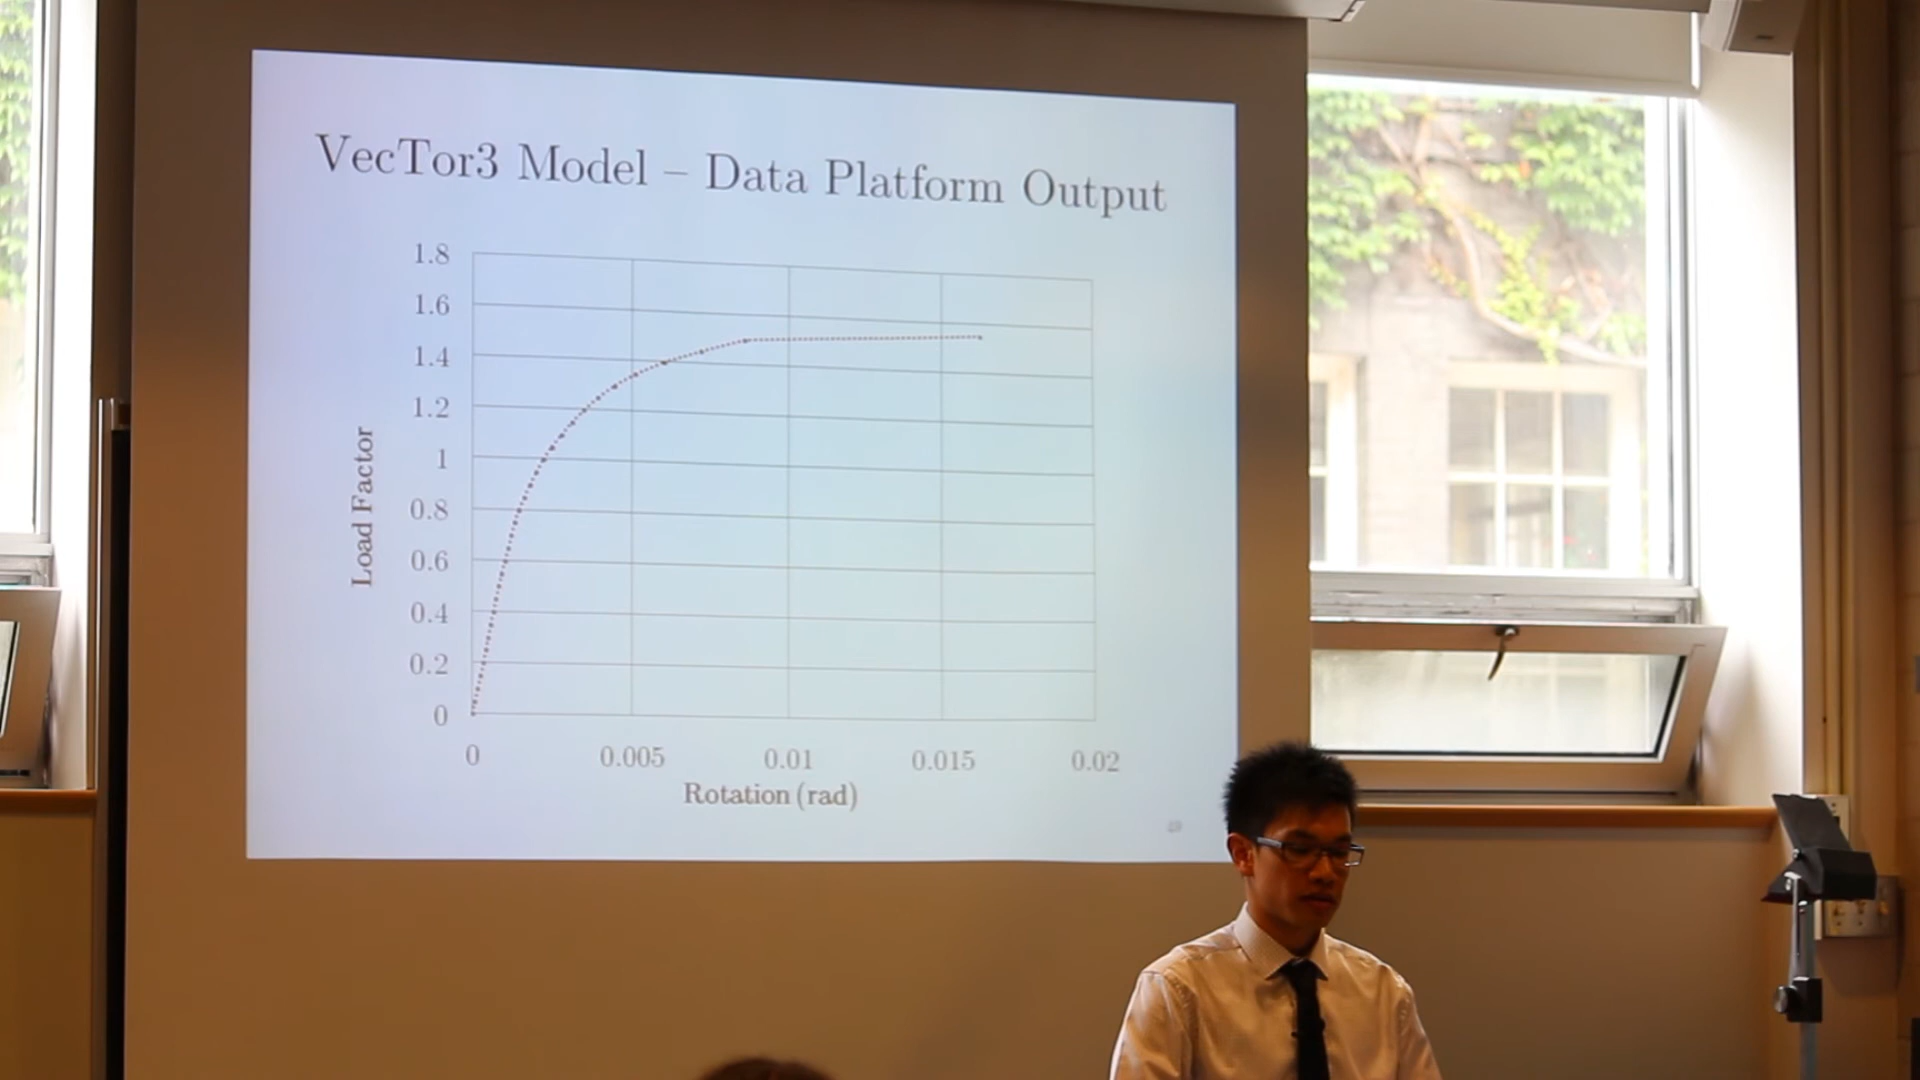 VecTor3 Model – Data Platform Output
1.8
1.6
1.4
1.2
1
0.8
0.6
0.4
0.2
0
Load Factor
0 0.005 0.01 0.015 0.02
Rotation (rad)